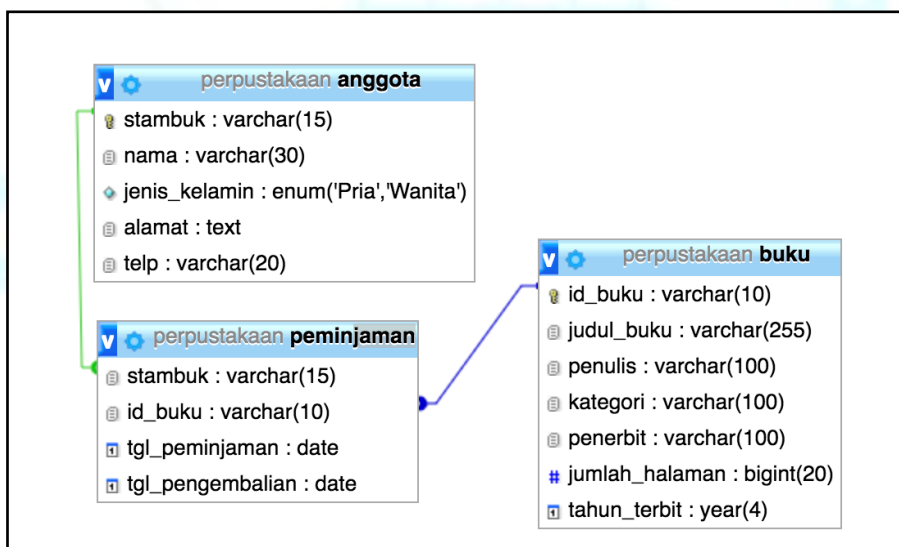 perpustakaan anggota
stambuk : varchar(15)
nama : varchar(30)
jenis_kelamin : enum('Pria','Wanita')
alamat : text
telp : varchar(20)
perpustakaan peminjaman
stambuk : varchar(15)
id_buku : varchar(10)
tgl_peminjaman : date
tgl_pengembalian : date
perpustakaan buku
id_buku : varchar(10)
judul_buku : varchar(255)
penulis : varchar(100)
kategori : varchar(100)
penerbit : varchar(100)
# jumlah_halaman : bigint(20)
tahun_terbit : year(4)